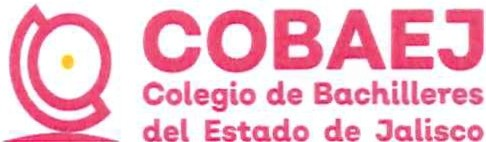 COBAEJ
Colegio de Bachilleres
del Estado de Jalisco